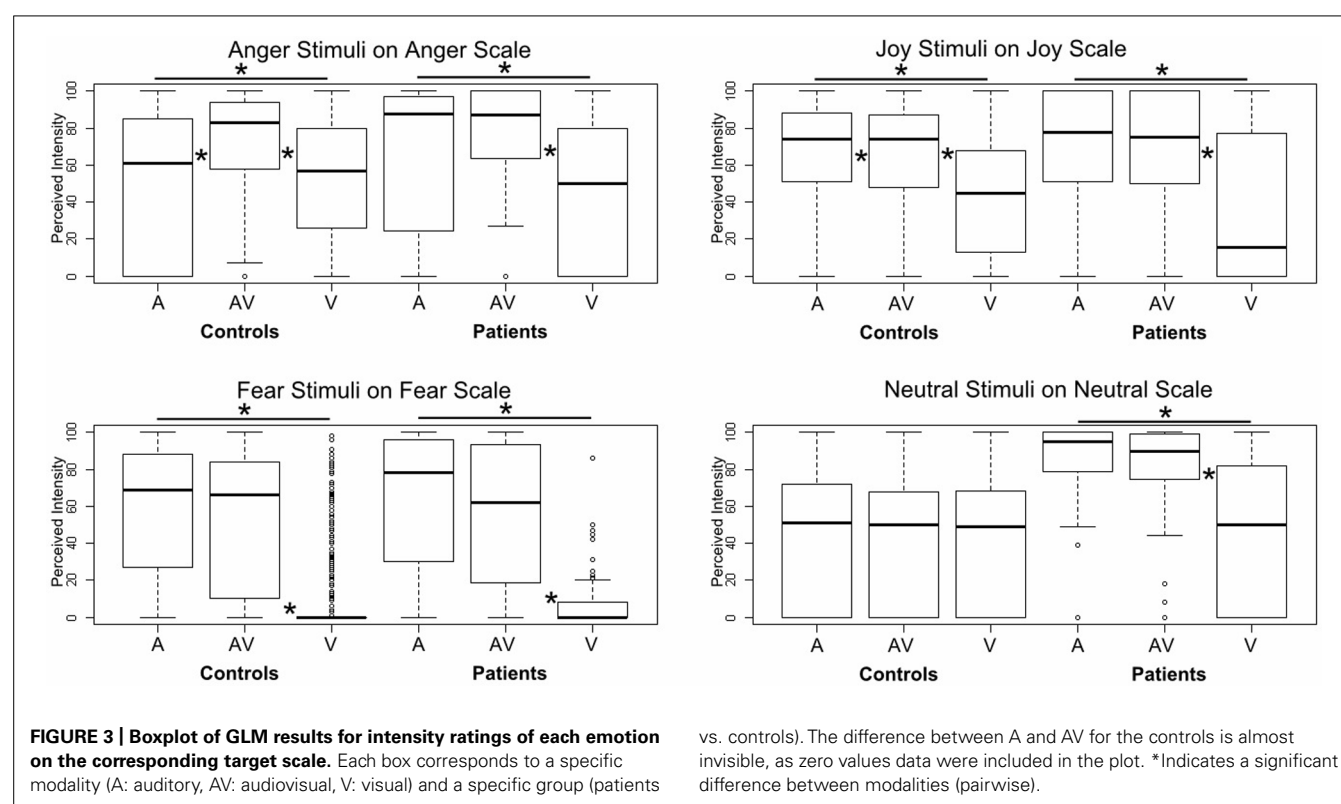 Anger Stimuli on Anger Scale
*
*
Perceived Intensity
0 20 40 60 80 100
*
*
*
A AV V A AV V
Controls Patients
Joy Stimuli on Joy Scale
*
*
Perceived Intensity
0 20 40 60 80 100
*
*
*
A AV V A AV V
Controls Patients
Fear Stimuli on Fear Scale
*
*
Perceived Intensity
0 20 40 60 80 100
*
*
A AV V A AV V
Controls Patients
Neutral Stimuli on Neutral Scale
*
Perceived Intensity
0 20 40 60 80 100
*
A AV V A AV V
Controls Patients
FIGURE 3 | Boxplot of GLM results for intensity ratings of each emotion
on the corresponding target scale. Each box corresponds to a specific
modality (A: auditory, AV: audiovisual, V: visual) and a specific group (patients
vs. controls). The difference between A and AV for the controls is almost
invisible, as zero values data were included in the plot. *Indicates a significant
difference between modalities (pairwise).